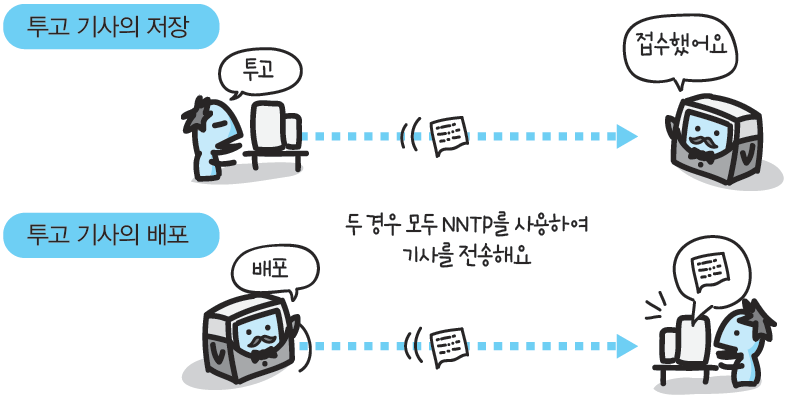 투고 기사의 저장
투고
접수했어요
투고 기사의 배포
두 경우 모두 NNTP를 사용하여
기사를 전송해요
배포